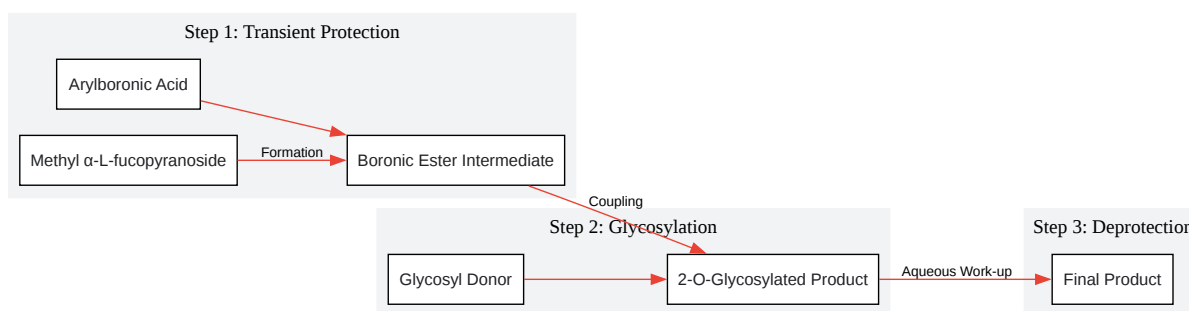 Step 1: Transient Protection
Arylboronic Acid
Methyl α-L-fucopyranoside
Formation
Boronic Ester Intermediate
Coupling
Step 2: Glycosylation
Glycosyl Donor
2-O-Glycosylated Product
Aqueous Work-up
Step 3: Deprotection
Final Product